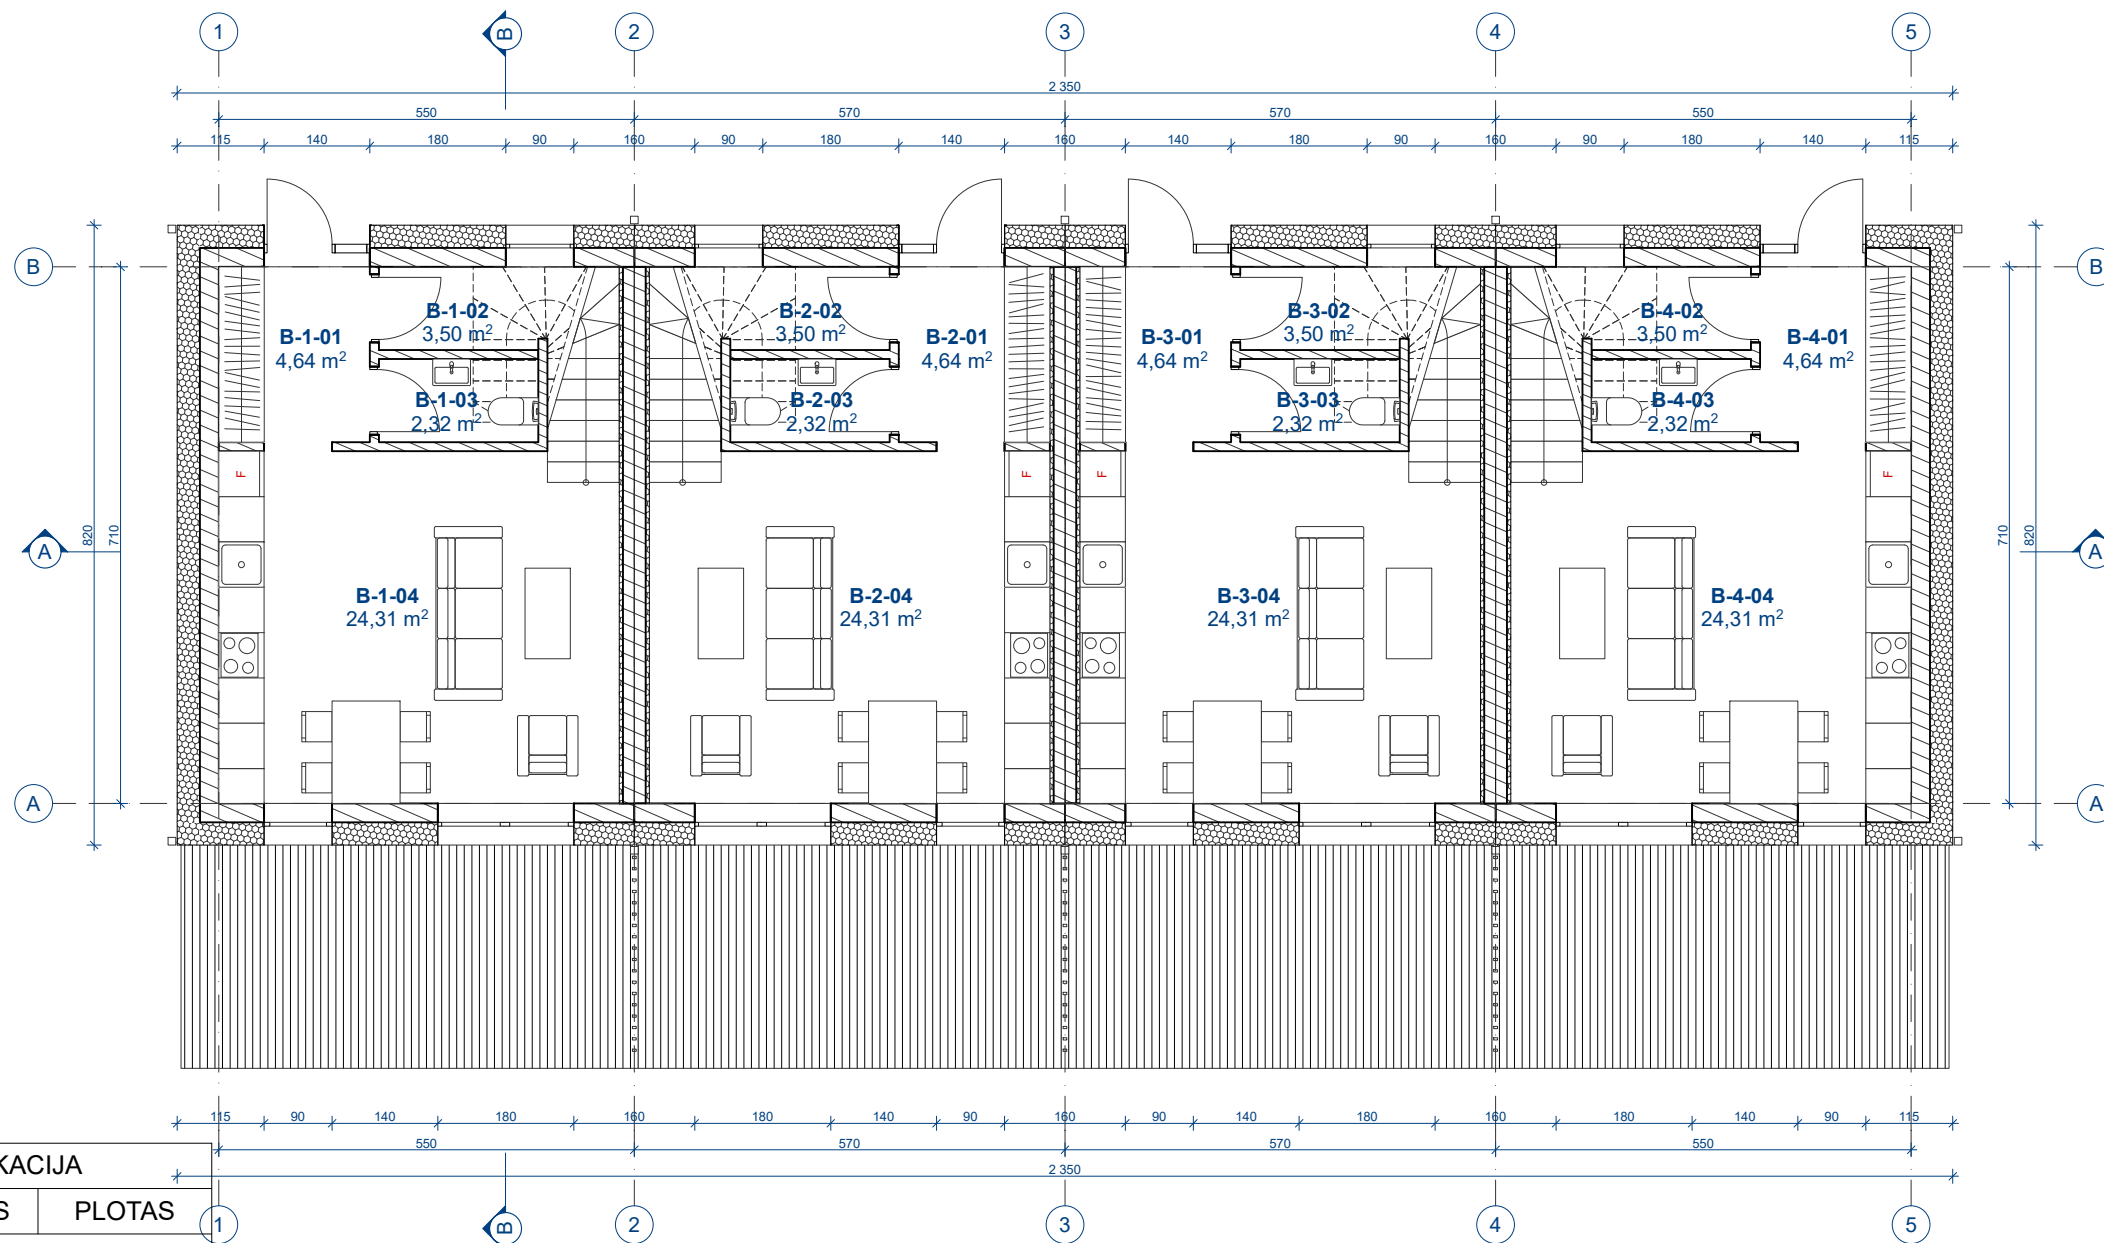 1 B 2 3 4 5
2 350
550 570 570 550
115 140 180 90 160 90 180 140 160 140 180 90 160 90 180 140 115
B B
B-1-01
4,64 m²
B-1-02
3,50 m²
B-1-03
2,32 m²
B-2-02
3,50 m²
B-2-03
2,32 m²
B-2-01
4,64 m²
B-3-01
4,64 m²
B-3-02
3,50 m²
B-3-03
2,32 m²
B-4-02
3,50 m²
B-4-03
2,32 m²
B-4-01
4,64 m²
F F F F
A 820 710 710 820 A
B-1-04
24,31 m²
B-2-04
24,31 m²
B-3-04
24,31 m²
B-4-04
24,31 m²
A A
115 90 140 180 160 180 140 90 160 90 140 180 160 180 140 90 115
550 570 570 550
2 350
KACIJA
S PLOTAS
1 B 2 3 4 5